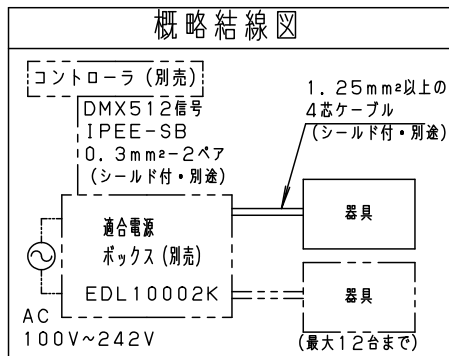 概略結線図
コントローラ(別売)
DMX512信号
IPEE-SB
0.3mm²-2ペア
(シールド付・別途)
1.25mm²以上の
4芯ケーブル
(シールド付・別途)
適合電源
ボックス(別売)
EDL10002K
器具
器具
AC
100V~242V
(最大12台まで)